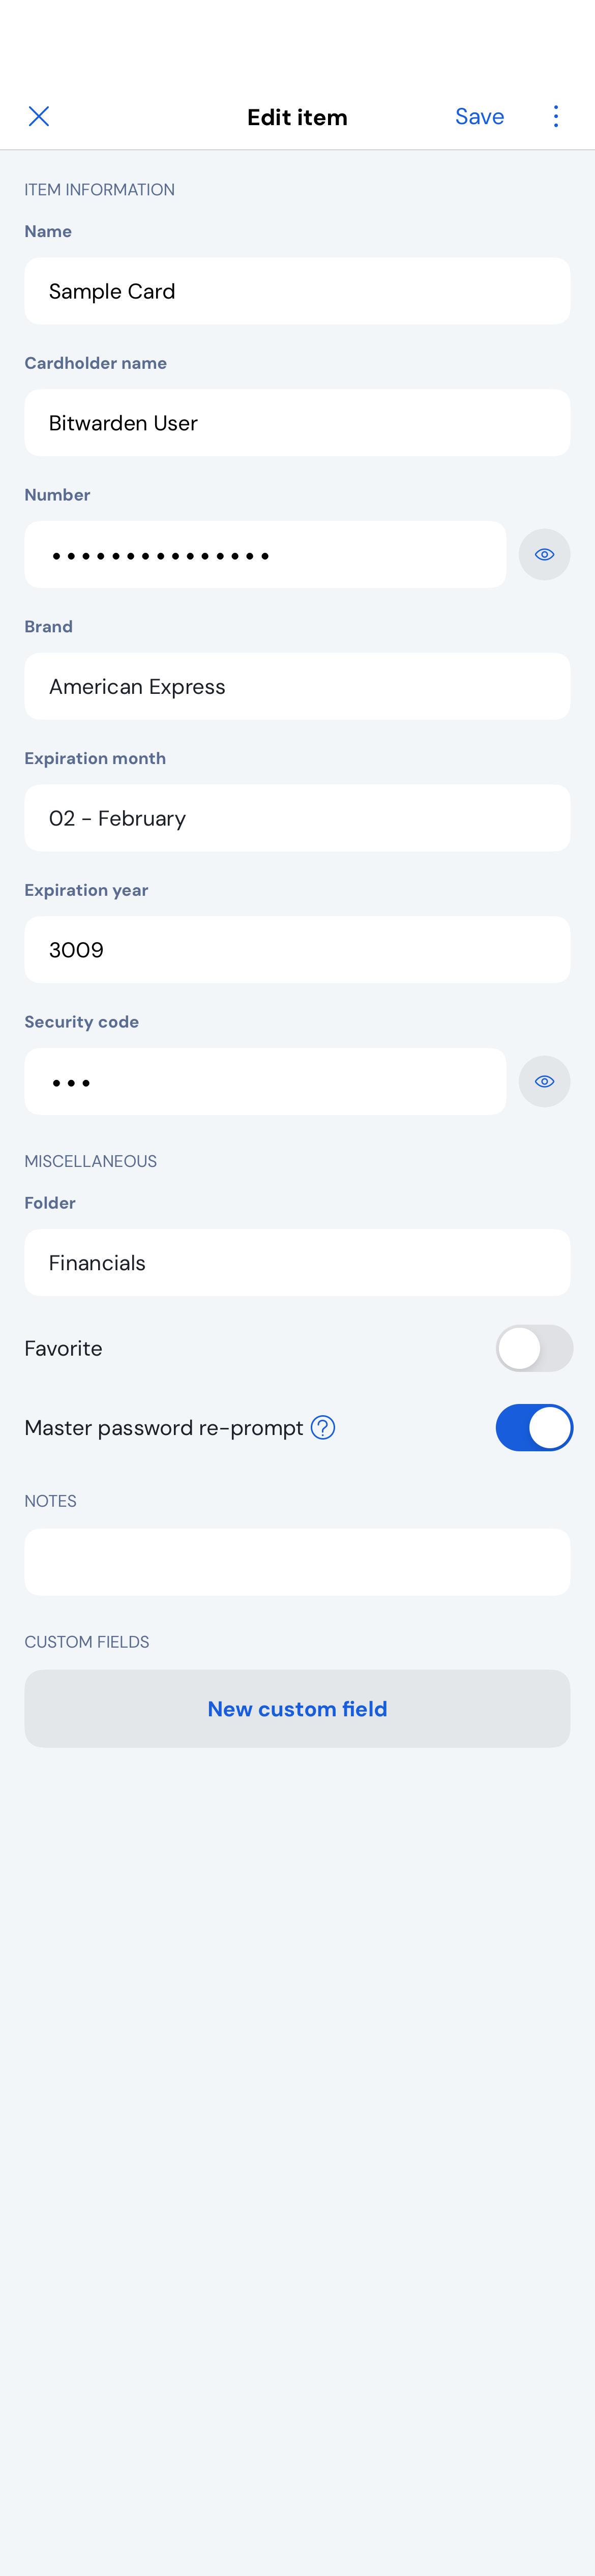 Edit item
Save
ITEM INFORMATION
Name
Sample Card
Cardholder name
Bitwarden User
Number
•••••••••••••••
Brand
American Express
Expiration month
02 - February
Expiration year
3009
Security code
•••
MISCELLANEOUS
Folder
Financials
Favorite
Master password re-prompt ?
NOTES
CUSTOM FIELDS
New custom field